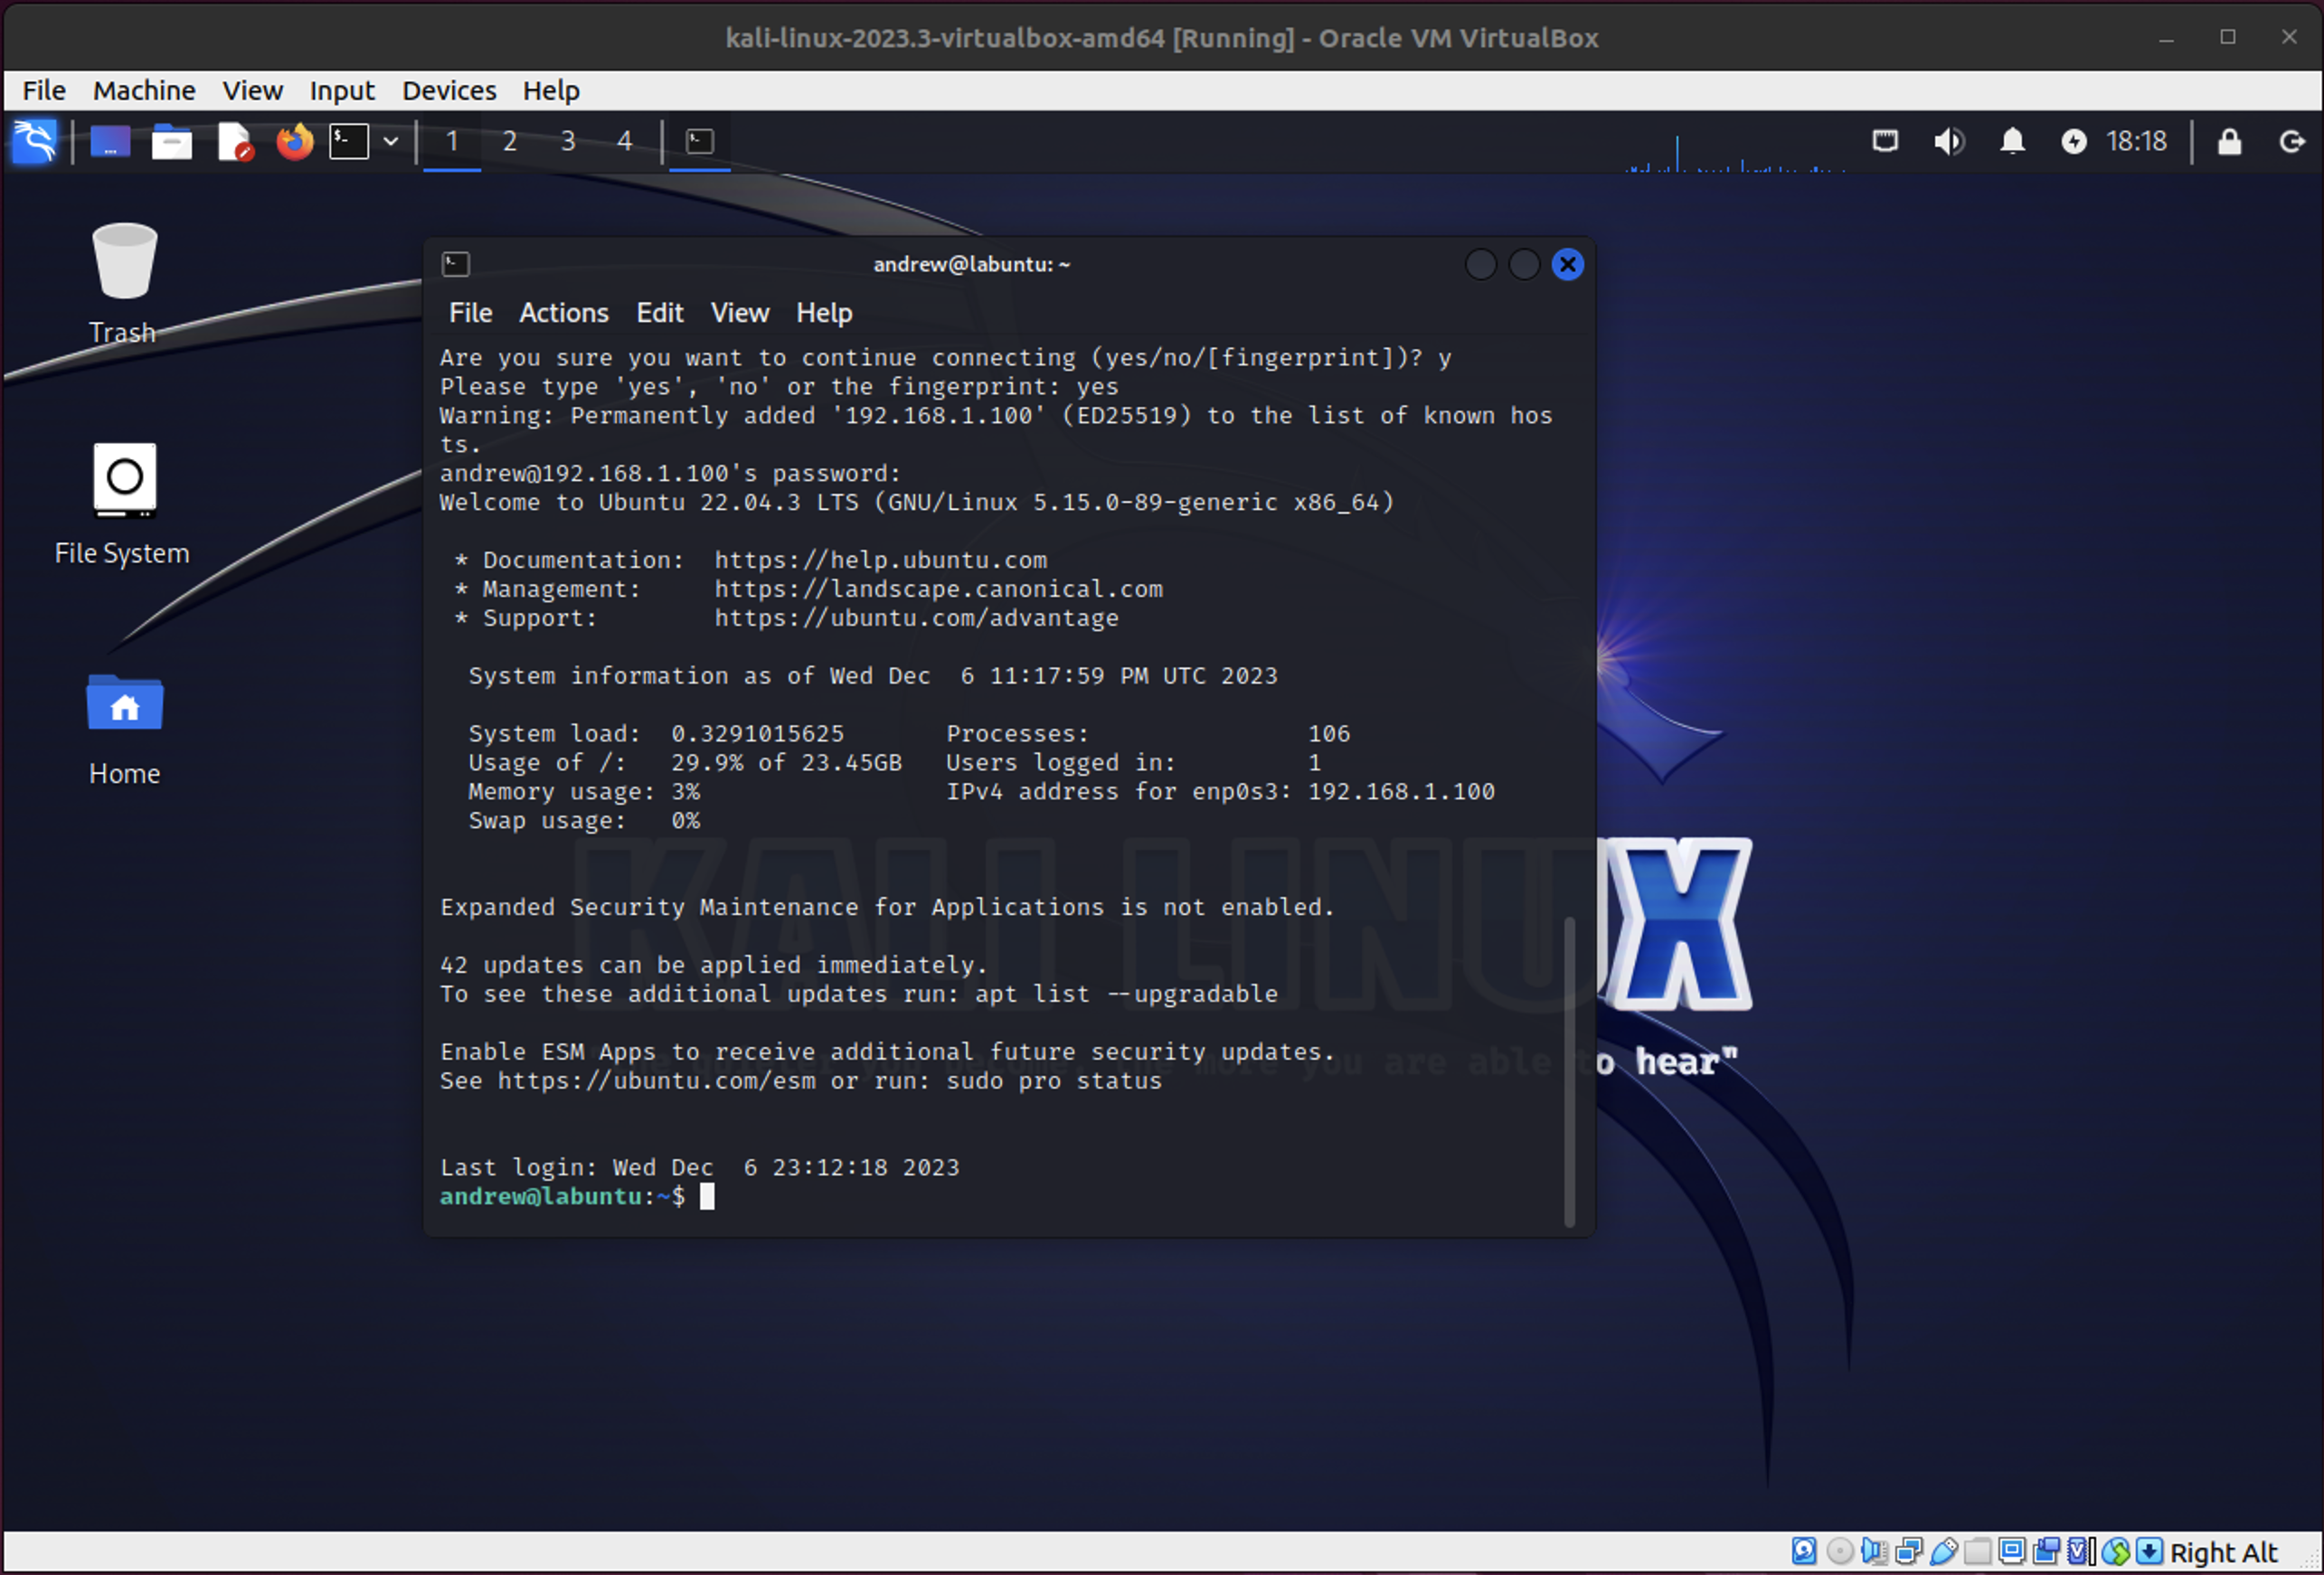 kali-linux-2023.3-virtualbox-amd64 [Running] - Oracle VM VirtualBox
File Machine View Input Devices Help
1 2 3 4 18:18
Trash
File System
Home
andrew@labuntu: ~
File Actions Edit View Help
Are you sure you want to continue connecting (yes/no/[fingerprint])? y
Please type 'yes', 'no' or the fingerprint: yes
Warning: Permanently added '192.168.1.100' (ED25519) to the list of known hos
ts.
andrew@192.168.1.100's password:
Welcome to Ubuntu 22.04.3 LTS (GNU/Linux 5.15.0-89-generic x86_64)
* Documentation: https://help.ubuntu.com
* Management: https://landscape.canonical.com
* Support: https://ubuntu.com/advantage
System information as of Wed Dec 6 11:17:59 PM UTC 2023
System load: 0.3291015625 Processes: 106
Usage of /: 29.9% of 23.45GB Users logged in: 1
Memory usage: 3% IPv4 address for enp0s3: 192.168.1.100
Swap usage: 0%
Expanded Security Maintenance for Applications is not enabled.
42 updates can be applied immediately.
To see these additional updates run: apt list --upgradable
Enable ESM Apps to receive additional future security updates.
See https://ubuntu.com/esm or run: sudo pro status
Last login: Wed Dec 6 23:12:18 2023
andrew@labuntu:~$
KALI LINUX
the quieter you become, the more you are able to hear"
Right Alt